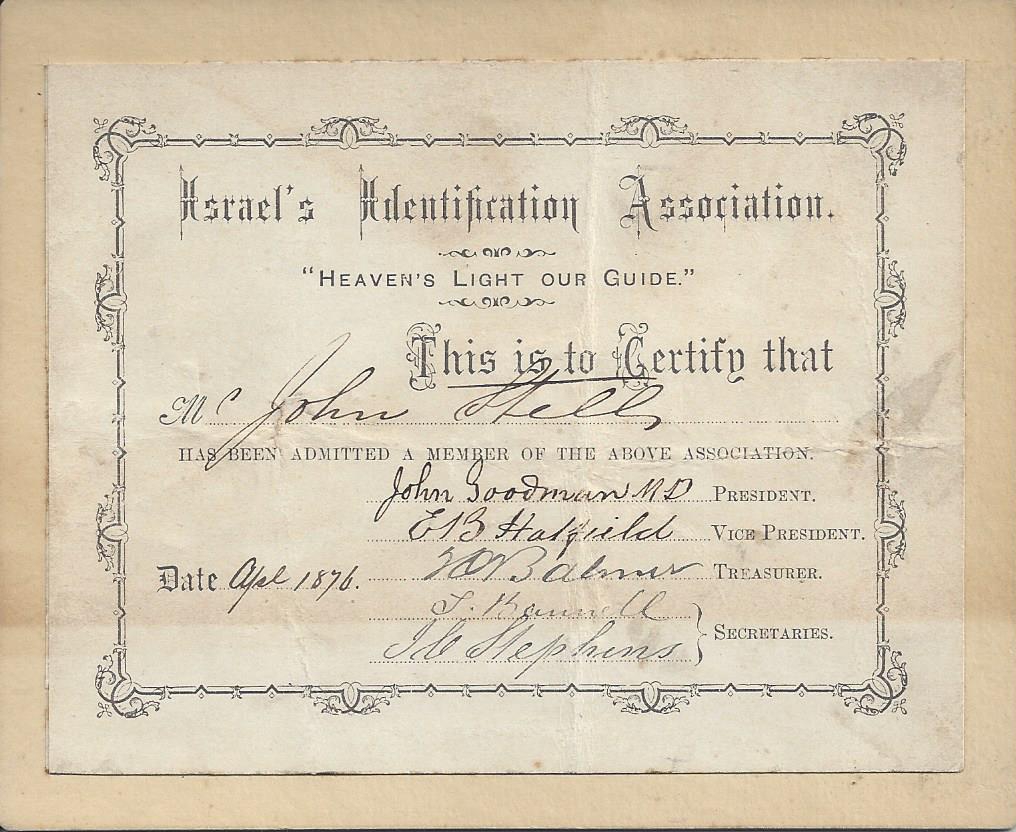 Israel's Identification Association.
"HEAVEN'S LIGHT OUR GUIDE."
This is to Certify that
Mr John Stell
HAS BEEN ADMITTED A MEMBER OF THE ABOVE ASSOCIATION.
John Goodman M D PRESIDENT.
E B Hatfield VICE PRESIDENT.
TREASURER.
Date Apl 1876.
SECRETARIES.
Stephens